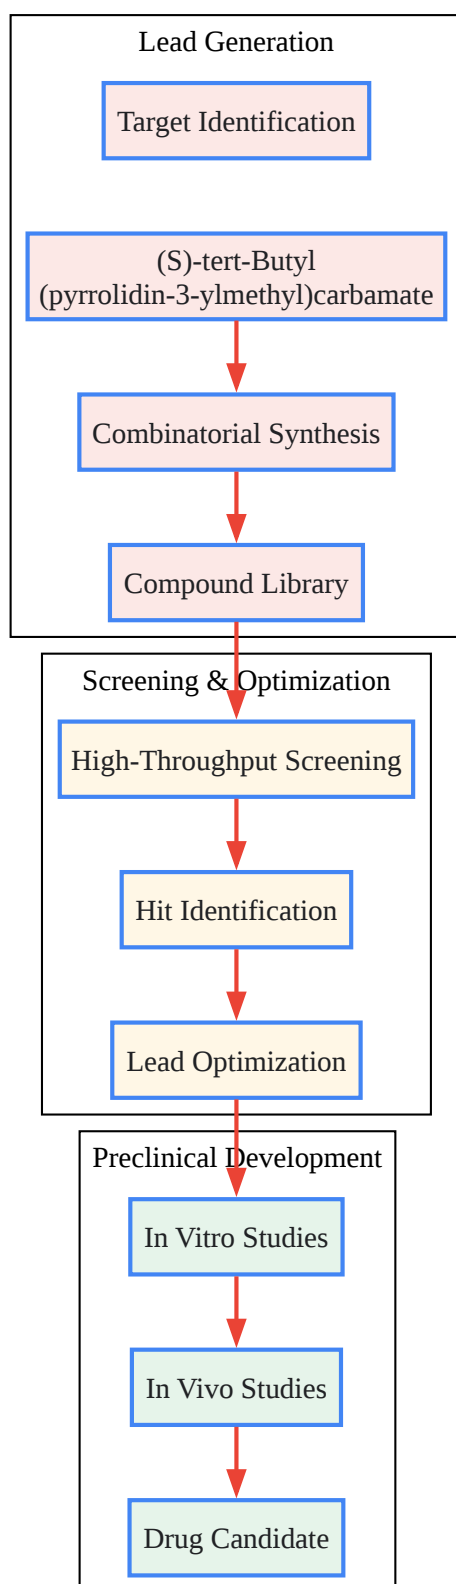 Lead Generation
Target Identification
(S)-tert-Butyl
(pyrrolidin-3-ylmethyl)carbamate
Combinatorial Synthesis
Compound Library
Screening & Optimization
High-Throughput Screening
Hit Identification
Lead Optimization
Preclinical Development
In Vitro Studies
In Vivo Studies
Drug Candidate